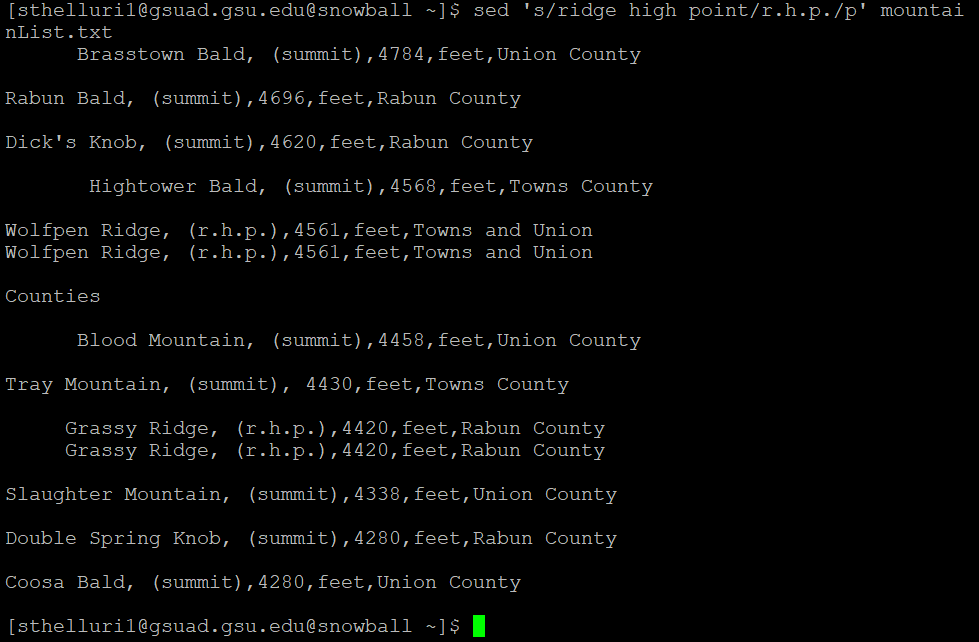 [sthelluri1@gsuad.gsu.edu@snowball ~]$ sed 's/ridge high point/r.h.p./p' mountai
nList.txt
      Brasstown Bald, (summit),4784,feet,Union County
Rabun Bald, (summit),4696,feet,Rabun County
Dick's Knob, (summit),4620,feet,Rabun County
       Hightower Bald, (summit),4568,feet,Towns County
Wolfpen Ridge, (r.h.p.),4561,feet,Towns and Union
Wolfpen Ridge, (r.h.p.),4561,feet,Towns and Union
Counties
      Blood Mountain, (summit),4458,feet,Union County
Tray Mountain, (summit), 4430,feet,Towns County
     Grassy Ridge, (r.h.p.),4420,feet,Rabun County
     Grassy Ridge, (r.h.p.),4420,feet,Rabun County
Slaughter Mountain, (summit),4338,feet,Union County
Double Spring Knob, (summit),4280,feet,Rabun County
Coosa Bald, (summit),4280,feet,Union County
[sthelluri1@gsuad.gsu.edu@snowball ~]$